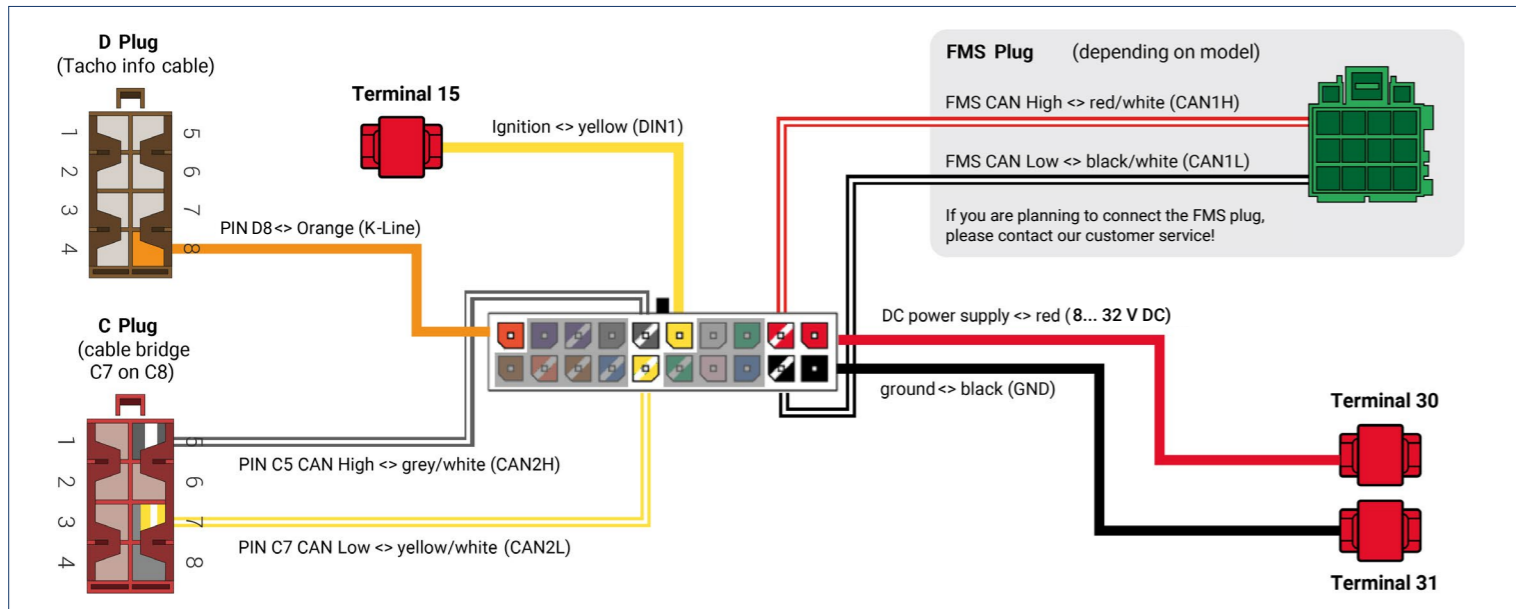 D Plug
(Tacho info cable)
1
2
3
4
5
6
7
8
PIN D8<> Orange (K-Line)
Terminal 15
Ignition <> yellow (DIN1)
FMS Plug (depending on model)
FMS CAN High <> red/white (CAN1H)
FMS CAN Low <> black/white (CAN1L)
If you are planning to connect the FMS plug,
please contact our customer service!
C Plug
(cable bridge
C7 on C8)
1
2
3
4
5
6
7
8
PIN C5 CAN High <> grey/white (CAN2H)
PIN C7 CAN Low <> yellow/white (CAN2L)
DC power supply <> red (8... 32 V DC)
ground<> black (GND)
Terminal 30
Terminal 31